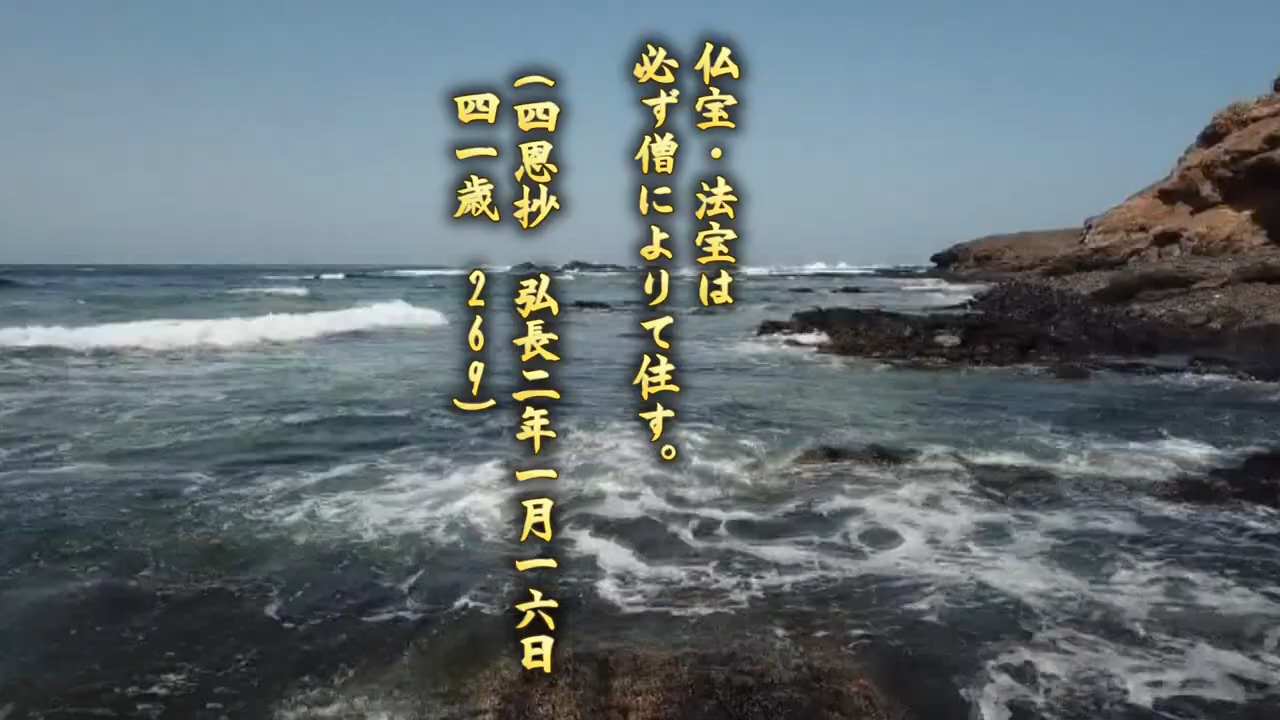 仏宝・法宝は
必ず僧によりて住す。
(四恩抄　弘長二年一月一六日
四一歳　269)